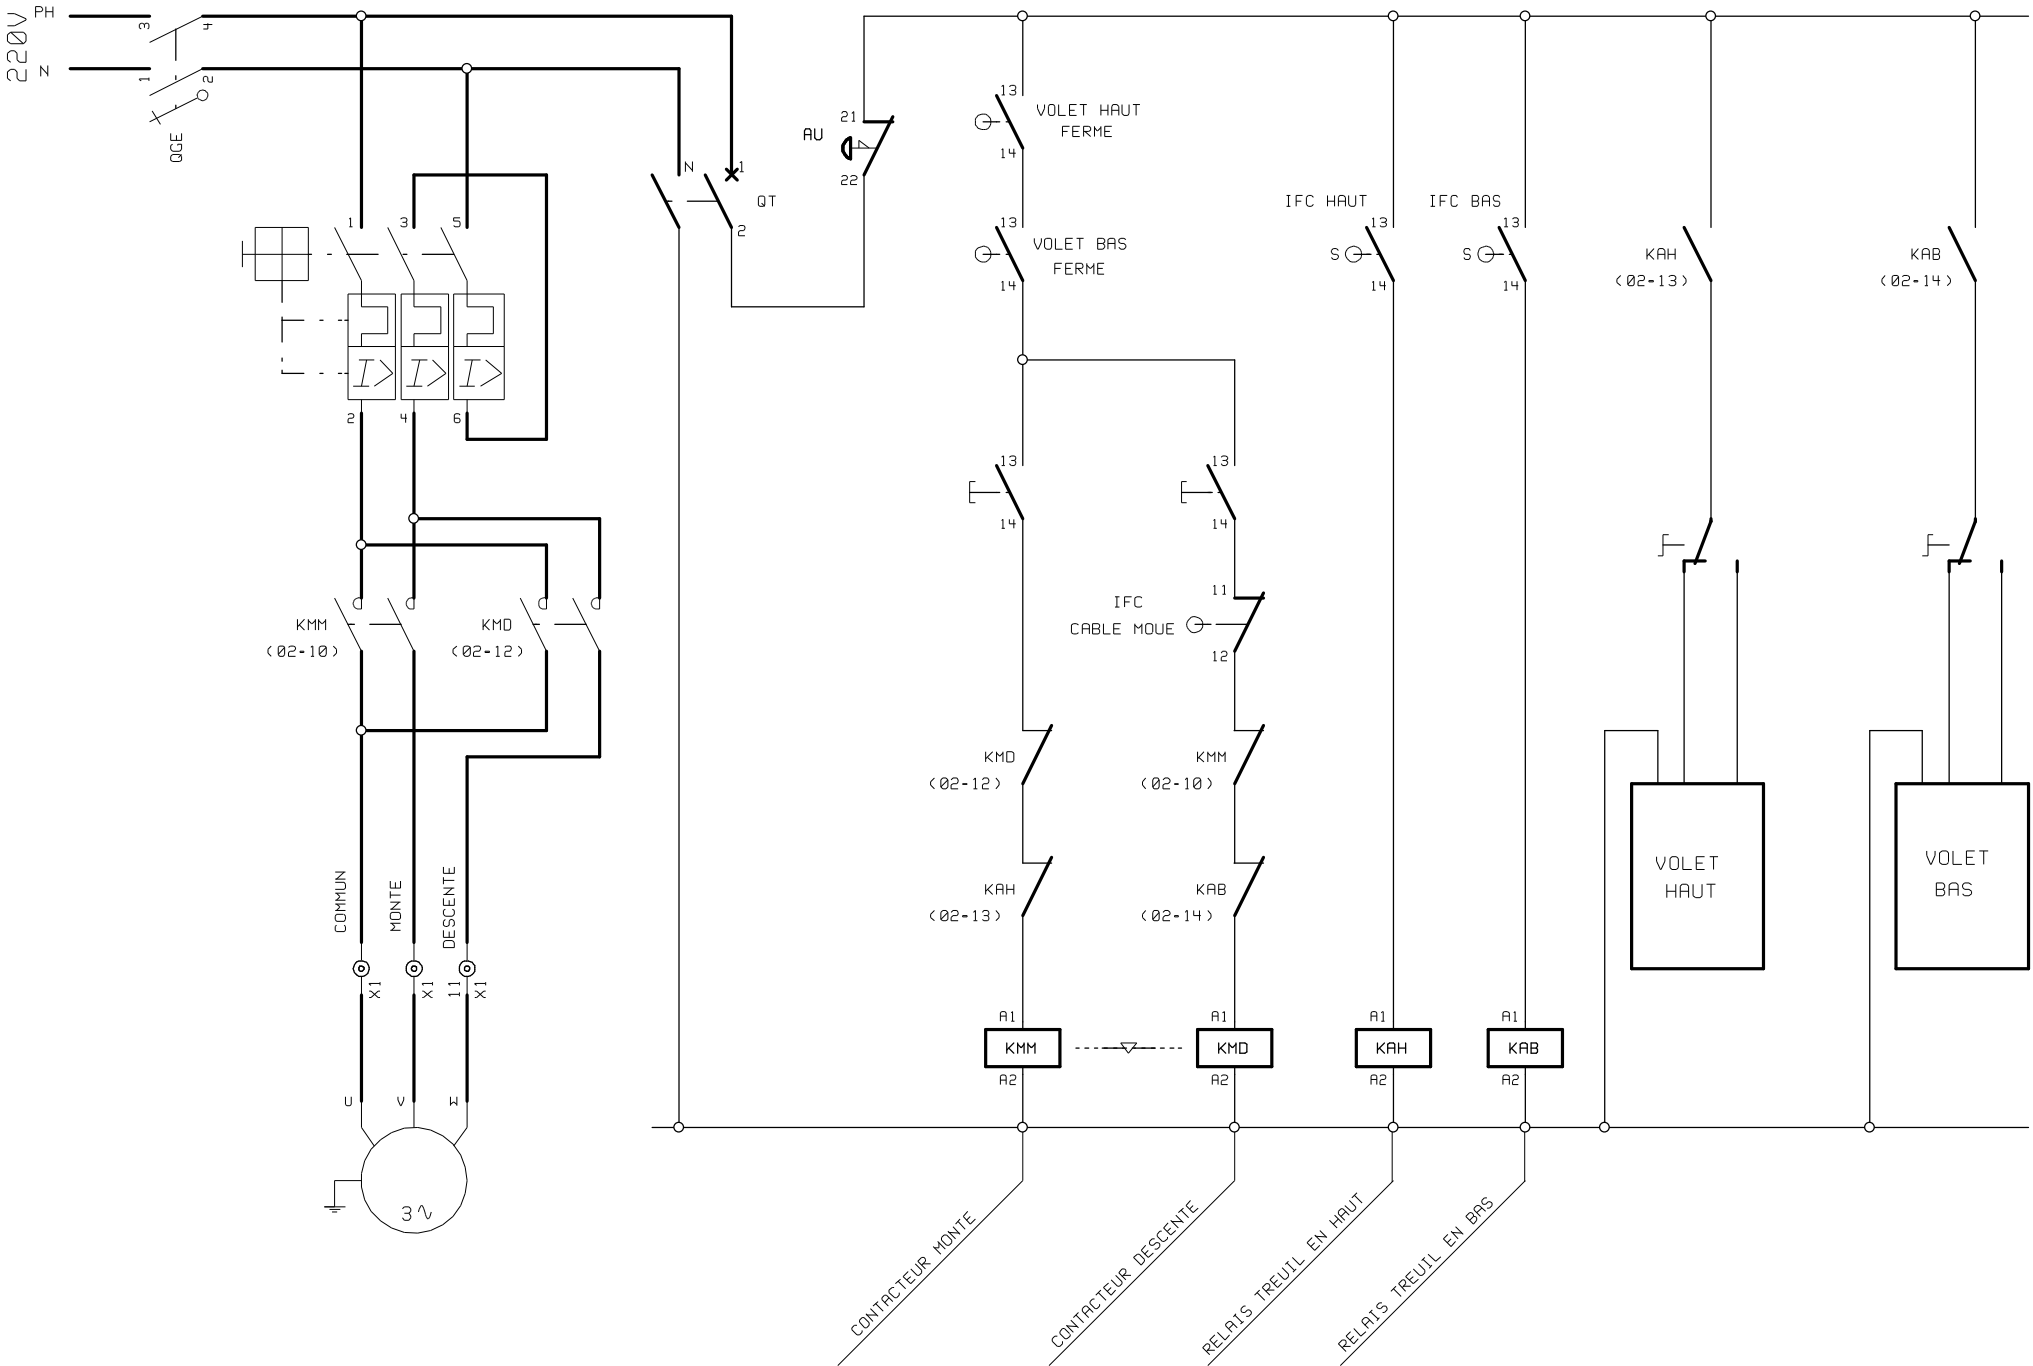 220V
PH
N
3
4
1
2
QGE
1
3
5
2
4
6
KMM
(02-10)
KMD
(02-12)
COMMUN
MONTE
DESCENTE
X1
X1
11
X1
U
V
W
3∿
N
1
QT
2
AU
21
22
13
VOLET HAUT
FERME
14
13
VOLET BAS
FERME
14
13
14
13
14
IFC
CABLE MOUE
11
12
KMD
(02-12)
KMM
(02-10)
KAH
(02-13)
KAB
(02-14)
IFC HAUT
13
S
14
IFC BAS
13
S
14
KAH
(02-13)
KAB
(02-14)
VOLET
HAUT
VOLET
BAS
A1
KMM
A2
A1
KMD
A2
A1
KAH
A2
A1
KAB
A2
CONTACTEUR MONTE
CONTACTEUR DESCENTE
RELAIS TREUIL EN HAUT
RELAIS TREUIL EN BAS